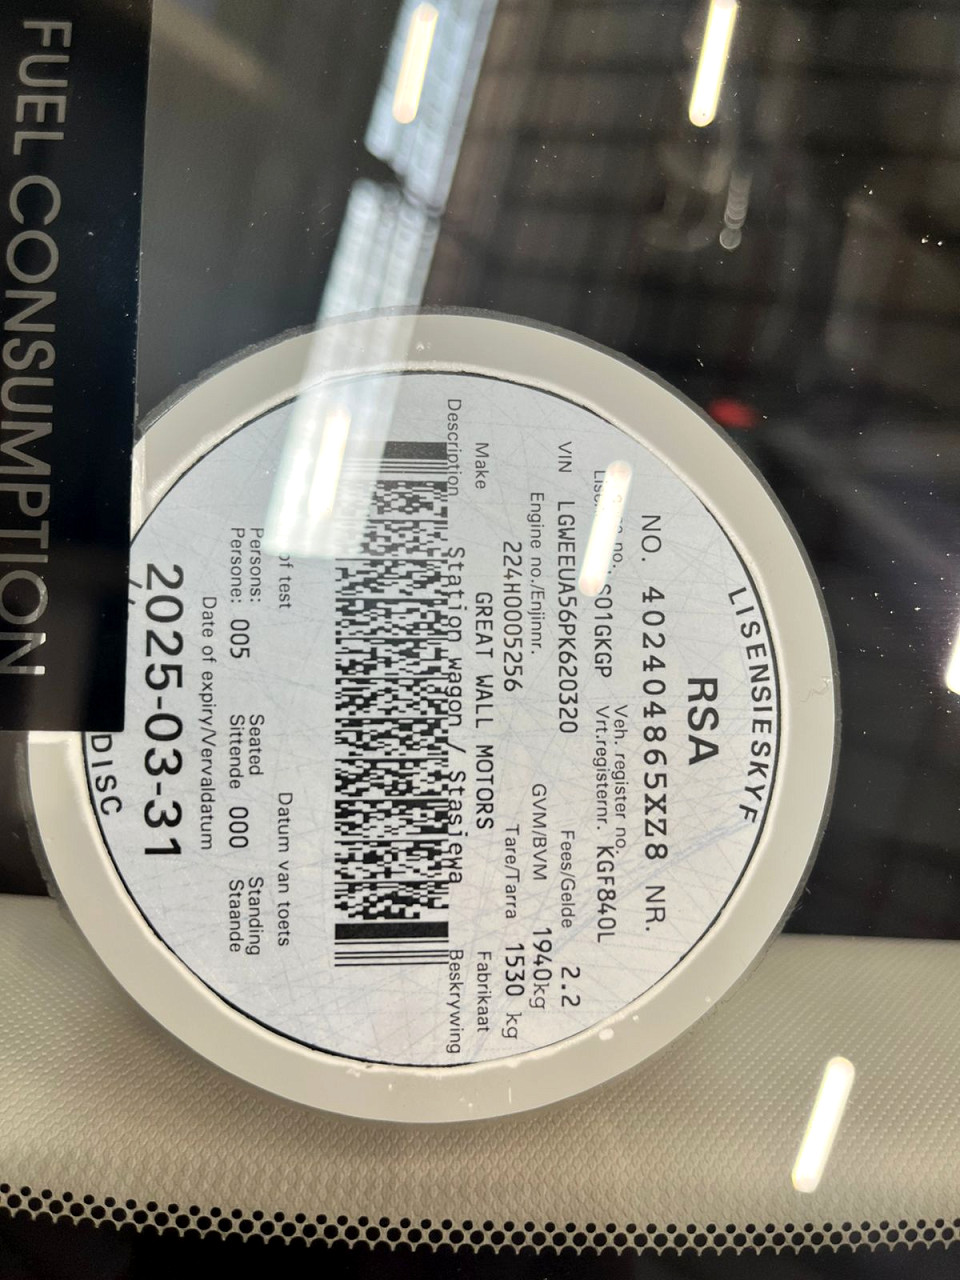 LISENSIESKYF
RSA
NO. 402404865XZ8 NR.
Veh. register no.
Vrt.registernr. KGF840L
no.
S01GKGP
Fees/Gelde 2.2
VIN LGWEEUA56PK620320
GVM/BVM 1940kg
Engine no./Enjinnr.
Tare/Tarra 1530 kg
224H0005256
Make GREAT WALL MOTORS Fabrikaat
Description Station wagon / Stasiewa Beskrywing
of test Datum van toets
Persons: Seated Standing
Persone: 005 Sittende 000 Staande
Date of expiry/Vervaldatum
2025-03-31
DISC
FUEL CONSUMPTION